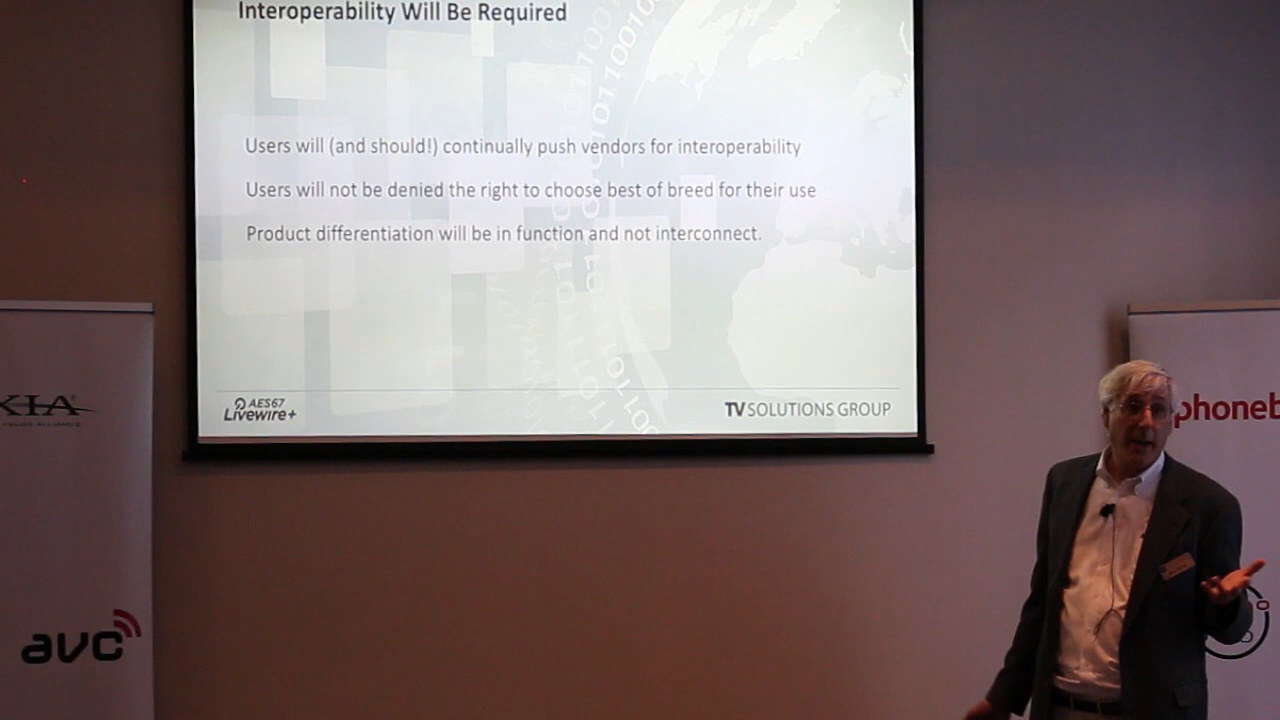 Interoperability Will Be Required
Users will (and should!) continually push vendors for interoperability
Users will not be denied the right to choose best of breed for their use
Product differentiation will be in function and not interconnect.
AES67
Livewire+
TV SOLUTIONS GROUP
XIA
avc
phoneb